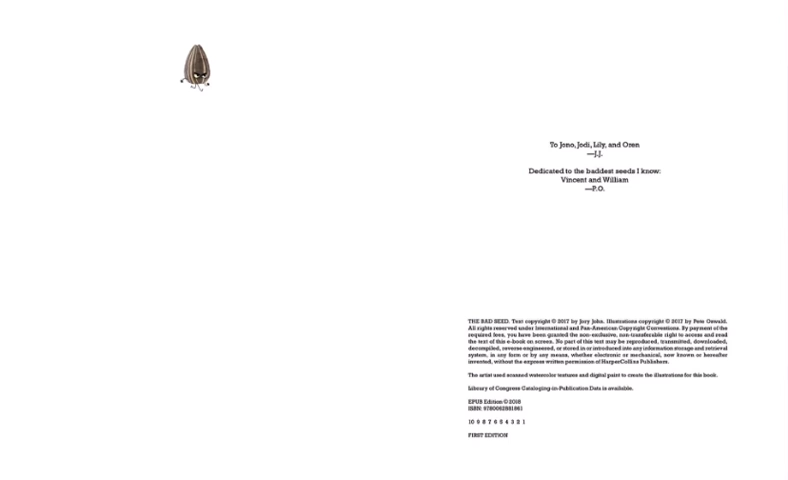 To Jono, Jodi, Lily, and Oren
—J.J.
Dedicated to the baddest seeds I know:
Vincent and William
—P.O.
THE BAD SEED. Text copyright © 2017 by Jory John. Illustrations copyright © 2017 by Pete Oswald.
All rights reserved under International and Pan-American Copyright Conventions. By payment of the
required fees, you have been granted the non-exclusive, non-transferable right to access and read
the text of this e-book on screen. No part of this text may be reproduced, transmitted, downloaded,
decompiled, reverse-engineered, or stored in or introduced into any information storage and retrieval
system, in any form or by any means, whether electronic or mechanical, now known or hereafter
invented, without the express written permission of HarperCollins Publishers.
The artist used scanned watercolor textures and digital paint to create the illustrations for this book.
Library of Congress Cataloging-in-Publication Data is available.
EPUB Edition © 2018
ISBN:
10 9 8 7 6 5 4 3 2 1
FIRST EDITION